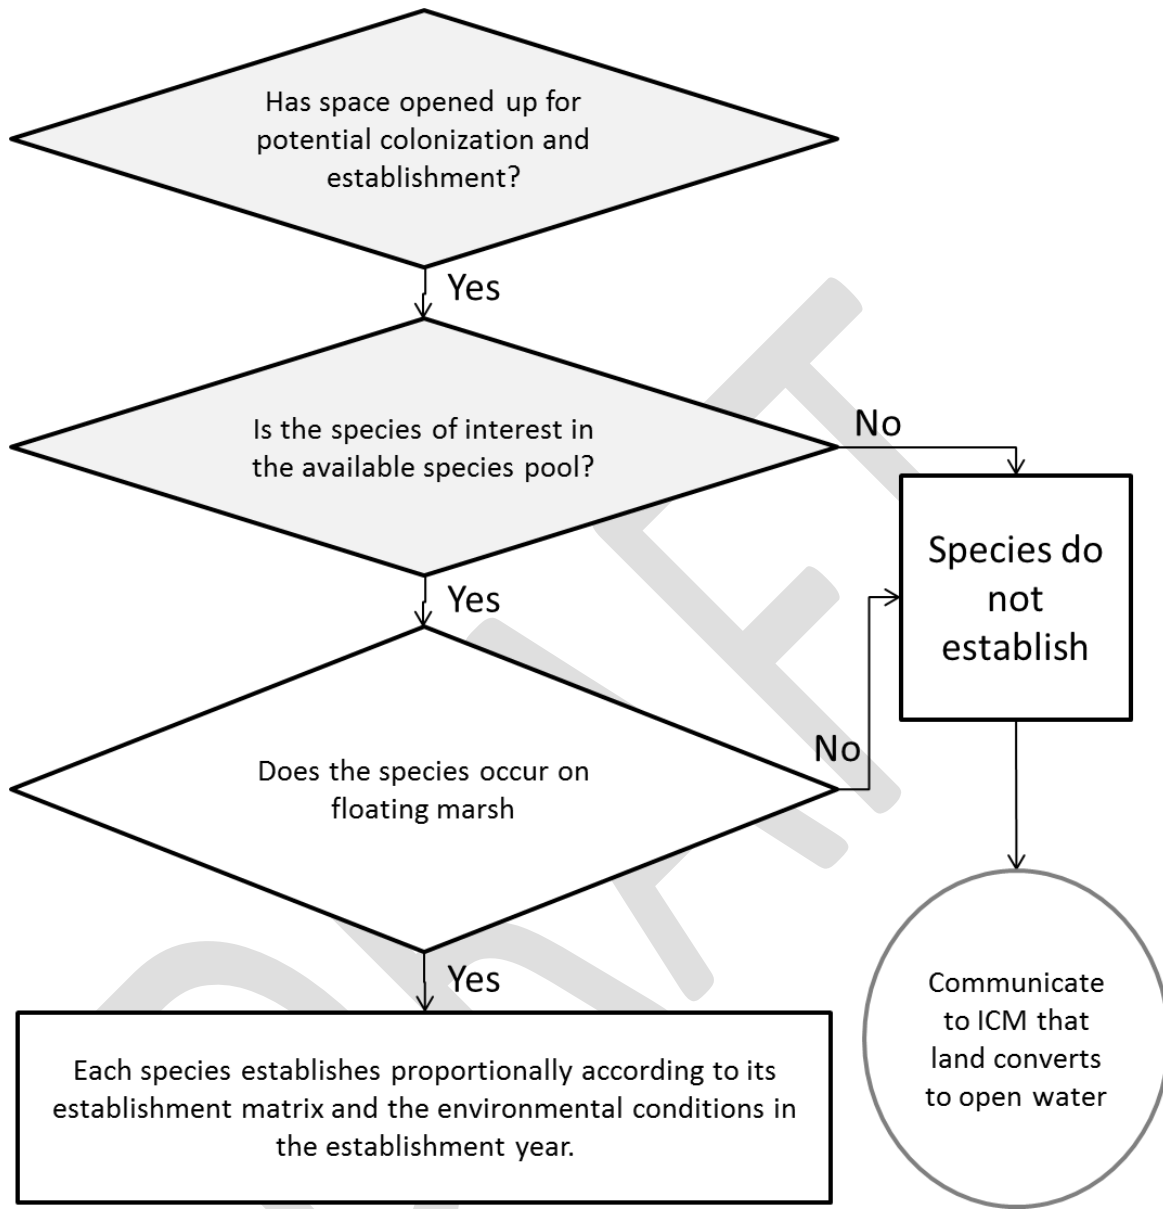 Has space opened up for
potential colonization and
establishment?
Yes
Is the species of interest in
the available species pool?
No
Yes
Species do
not
establish
Does the species occur on
floating marsh
No
Yes
Each species establishes proportionally according to its
establishment matrix and the environmental conditions in
the establishment year.
Communicate
to ICM that
land converts
to open water
DRAFT